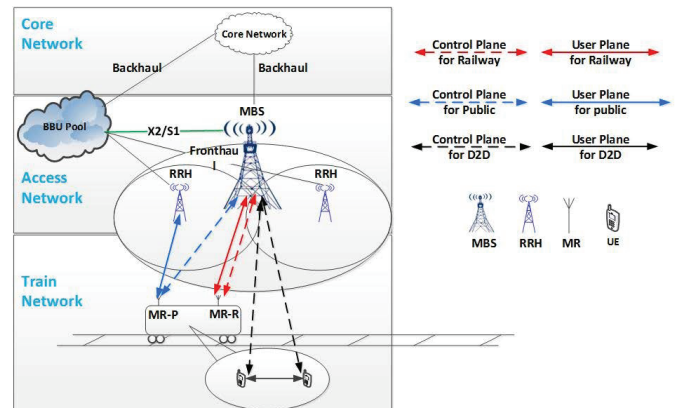 Core
Network
Core Network
Backhaul
Backhaul
MBS
BBU Pool
X2/S1
Fronthau
l
RRH
RRH
Access
Network
Train
Network
MR-P
MR-R
Control Plane
for Railway
User Plane
for Railway
Control Plane
for Public
User Plane
for public
Control Plane
for D2D
User Plane
for D2D
MBS
RRH
MR
UE